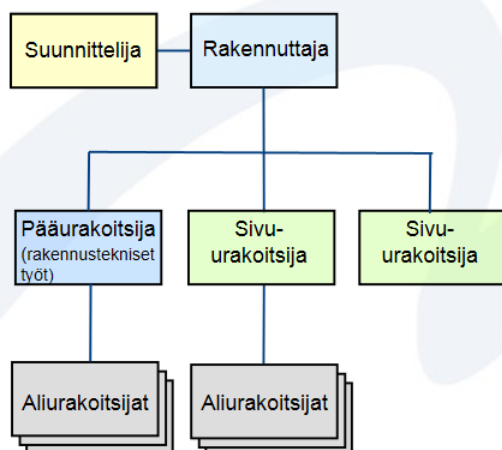 Suunnittelija
Rakennuttaja
Pääurakoitsija
(rakennustekniset
työt)
Sivu-
urakoitsija
Sivu-
urakoitsija
Aliurakoitsijat
Aliurakoitsijat